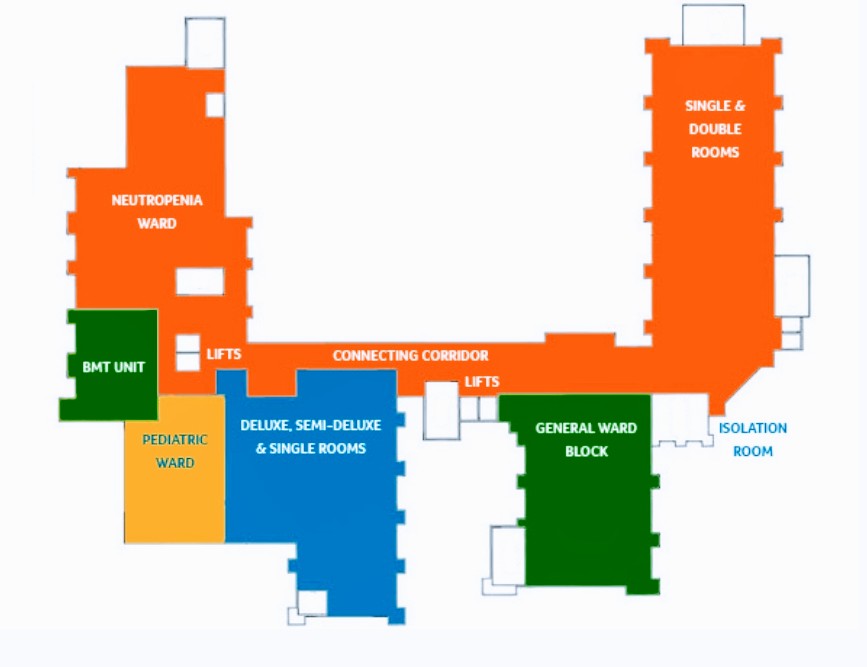 SINGLE &
DOUBLE
ROOMS
NEUTROPENIA
WARD
BMT UNIT
LIFTS
CONNECTING CORRIDOR
LIFTS
PEDIATRIC
WARD
DELUXE, SEMI-DELUXE
& SINGLE ROOMS
GENERAL WARD
BLOCK
ISOLATION
ROOM